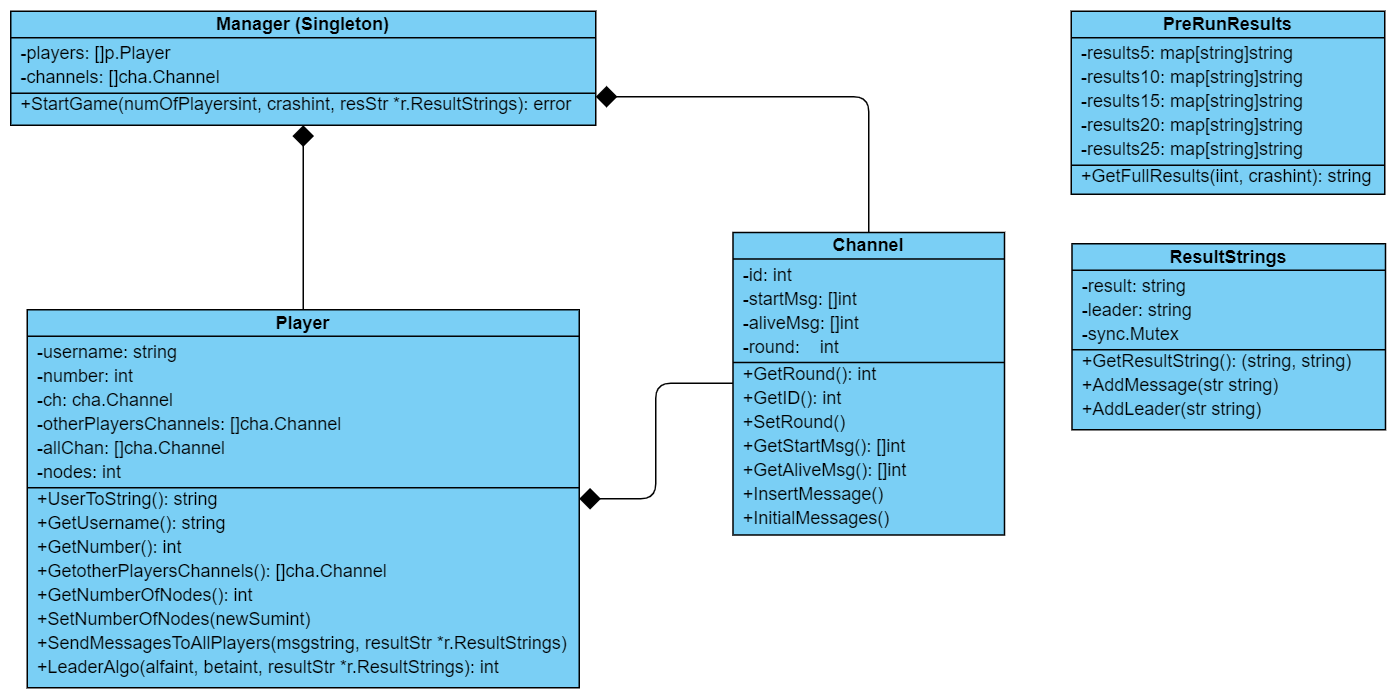 Manager (Singleton)
-players: []p.Player
-channels: []cha.Channel
+StartGame(numOfPlayersint, crashint, resStr *r.ResultStrings): error
PreRunResults
-results5: map[string]string
-results10: map[string]string
-results15: map[string]string
-results20: map[string]string
-results25: map[string]string
+GetFullResults(iint, crashint): string
Channel
-id: int
-startMsg: []int
-aliveMsg: []int
-round:    int
+GetRound(): int
+GetID(): int
+SetRound()
+GetStartMsg(): []int
+GetAliveMsg(): []int
+InsertMessage()
+InitialMessages()
ResultStrings
-result: string
-leader: string
-sync.Mutex
+GetResultString(): (string, string)
+AddMessage(str string)
+AddLeader(str string)
Player
-username: string
-number: int
-ch: cha.Channel
-otherPlayersChannels: []cha.Channel
-allChan: []cha.Channel
-nodes: int
+UserToString(): string
+GetUsername(): string
+GetNumber(): int
+GetotherPlayersChannels(): []cha.Channel
+GetNumberOfNodes(): int
+SetNumberOfNodes(newSumint)
+SendMessagesToAllPlayers(msgstring, resultStr *r.ResultStrings)
+LeaderAlgo(alfaint, betaint, resultStr *r.ResultStrings): int